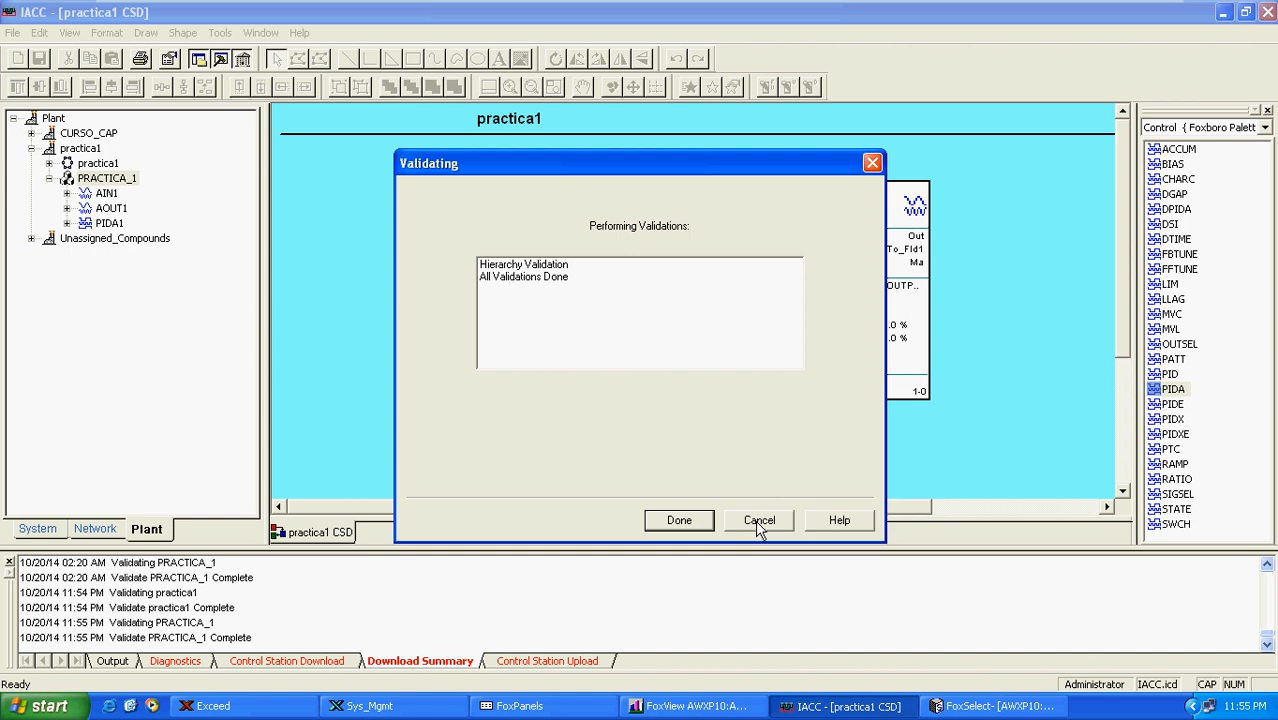 IACC - [practica1 CSD]
File Edit View Format Draw Shape Tools Window Help
Plant
CURSO_CAP
practica1
practica1
PRACTICA_1
AIN1
AOUT1
PIDA1
Unassigned_Compounds
System Network Plant
practica1
Validating
Performing Validations:
Hierarchy Validation
All Validations Done
Done Cancel Help
Out
To_Fld1
Ma
OUTP..
.0 %
.0 %
1-0
practica1 CSD
Control { Foxboro Palett
ACCUM
BIAS
CHARC
DGAP
DPIDA
DSI
DTIME
FBTUNE
FFTUNE
LIM
LLAG
MVC
MVL
OUTSEL
PATT
PID
PIDA
PIDE
PIDX
PIDXE
PTC
RAMP
RATIO
SIGSEL
STATE
SWCH
10/20/14 02:20 AM Validating PRACTICA_1
10/20/14 02:20 AM Validate PRACTICA_1 Complete
10/20/14 11:54 PM Validating practica1
10/20/14 11:54 PM Validate practica1 Complete
10/20/14 11:55 PM Validating PRACTICA_1
10/20/14 11:55 PM Validate PRACTICA_1 Complete
Output Diagnostics Control Station Download Download Summary Control Station Upload
Ready Administrator IACC.icd CAP NUM
start Exceed Sys_Mgmt FoxPanels FoxView AWXP10:A... IACC - [practica1 CSD] FoxSelect- [AWXP10:... 11:55 PM